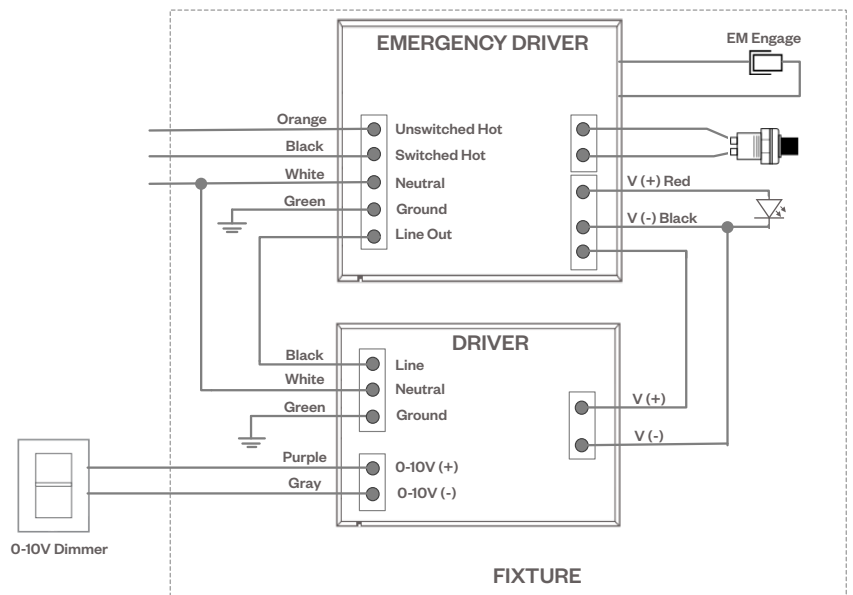 EMERGENCY DRIVER
EM Engage
Orange
Unswitched Hot
Black
Switched Hot
White
Neutral
Green
Ground
Line Out
V (+) Red
V (-) Black
DRIVER
Black
Line
White
Neutral
Green
Ground
V (+)
V (-)
Purple
0-10V (+)
Gray
0-10V (-)
0-10V Dimmer
FIXTURE